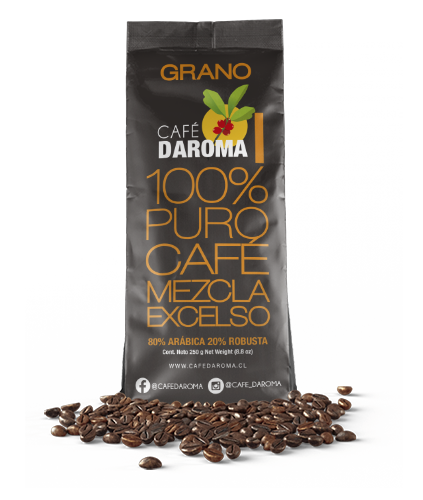 GRANO
CAFÉ
DAROMA
100%
PURO
CAFÉ
MEZCLA
EXCELSO
80% ARÁBICA 20% ROBUSTA
Cont. Neto 250 g Net Weight (8.8 oz)
WWW.CAFEDAROMA.CL
@CAFEDAROMA @CAFE_DAROMA